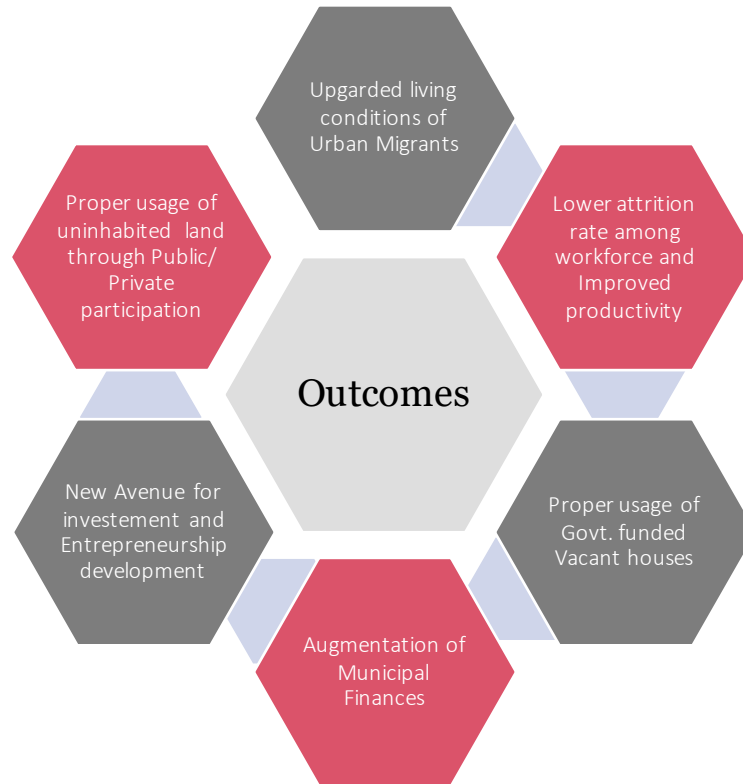 Upgarded living
conditions of
Urban Migrants
Proper usage of
uninhabited land
through Public/
Private
participation
Lower attrition
rate among
workforce and
Improved
productivity
Outcomes
New Avenue for
investement and
Entrepreneurship
development
Proper usage of
Govt. funded
Vacant houses
Augmentation of
Municipal
Finances